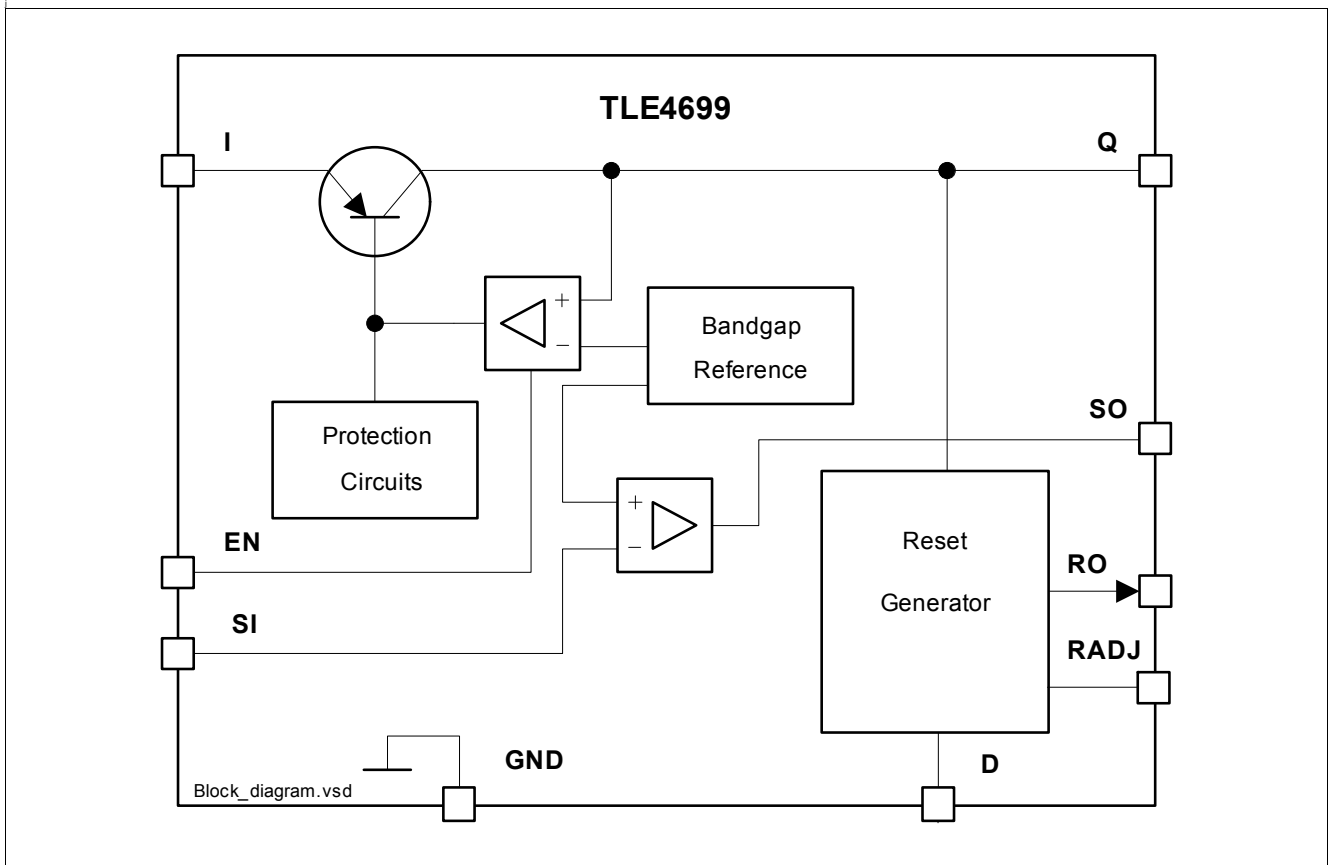 TLE4699
I
Q
+
−
Bandgap
Reference
SO
Protection
Circuits
+
−
EN
Reset
Generator
RO
SI
RADJ
GND
D
Block_diagram.vsd